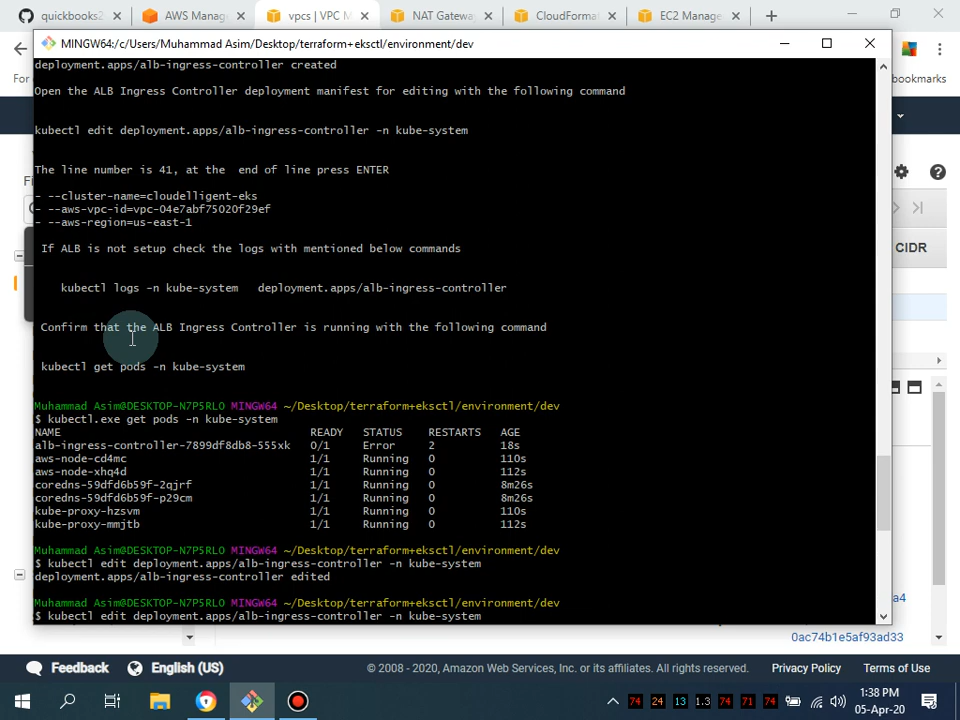 quickbooks2
AWS Manag
vpcs | VPC M
NAT Gateway
CloudForma
EC2 Manage
MINGW64:/c/Users/Muhammad Asim/Desktop/terraform+eksctl/environment/dev
For
bookmarks
deployment.apps/alb-ingress-controller created
Open the ALB Ingress Controller deployment manifest for editing with the following command
kubectl edit deployment.apps/alb-ingress-controller -n kube-system
The line number is 41, at the  end of line press ENTER
- --cluster-name=cloudelligent-eks
- --aws-vpc-id=vpc-04e7abf75020f29ef
- --aws-region=us-east-1
CIDR
If ALB is not setup check the logs with mentioned below commands
kubectl logs -n kube-system   deployment.apps/alb-ingress-controller
Confirm that the ALB Ingress Controller is running with the following command
kubectl get pods -n kube-system
Muhammad Asim@DESKTOP-N7P5RLO MINGW64 ~/Desktop/terraform+eksctl/environment/dev
$ kubectl.exe get pods -n kube-system
NAME READY STATUS RESTARTS AGE
alb-ingress-controller-7899df8db8-555xk 0/1 Error 2 18s
aws-node-cd4mc 1/1 Running 0 110s
aws-node-xhq4d 1/1 Running 0 112s
coredns-59dfd6b59f-2qjrf 1/1 Running 0 8m26s
coredns-59dfd6b59f-p29cm 1/1 Running 0 8m26s
kube-proxy-hzsvm 1/1 Running 0 110s
kube-proxy-mmjtb 1/1 Running 0 112s
Muhammad Asim@DESKTOP-N7P5RLO MINGW64 ~/Desktop/terraform+eksctl/environment/dev
$ kubectl edit deployment.apps/alb-ingress-controller -n kube-system
deployment.apps/alb-ingress-controller edited
Muhammad Asim@DESKTOP-N7P5RLO MINGW64 ~/Desktop/terraform+eksctl/environment/dev
$ kubectl edit deployment.apps/alb-ingress-controller -n kube-system
a4
0ac74b1e5af93ad33
Feedback English (US) © 2008 - 2020, Amazon Web Services, Inc. or its affiliates. All rights reserved. Privacy Policy Terms of Use
74 24 13 1.3 74 71 74
1:38 PM
05-Apr-20